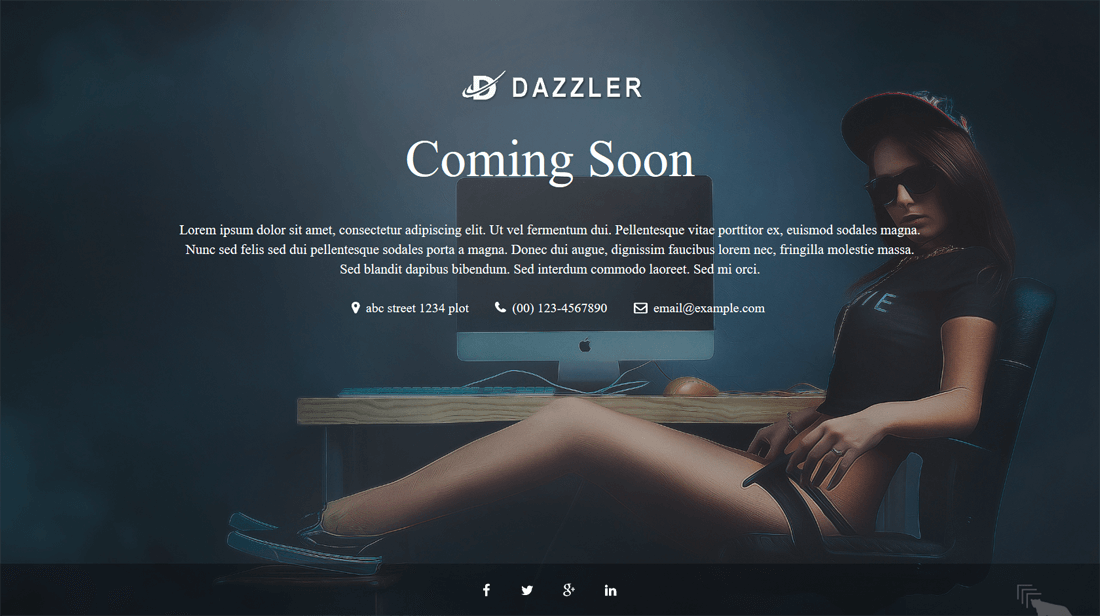 DAZZLER
Coming Soon
Lorem ipsum dolor sit amet, consectetur adipiscing elit. Ut vel fermentum dui. Pellentesque vitae porttitor ex, euismod sodales magna.
Nunc sed felis sed dui pellentesque sodales porta a magna. Donec dui augue, dignissim faucibus lorem nec, fringilla molestie massa.
Sed blandit dapibus bibendum. Sed interdum commodo laoreet. Sed mi orci.
abc street 1234 plot (00) 123-4567890 email@example.com